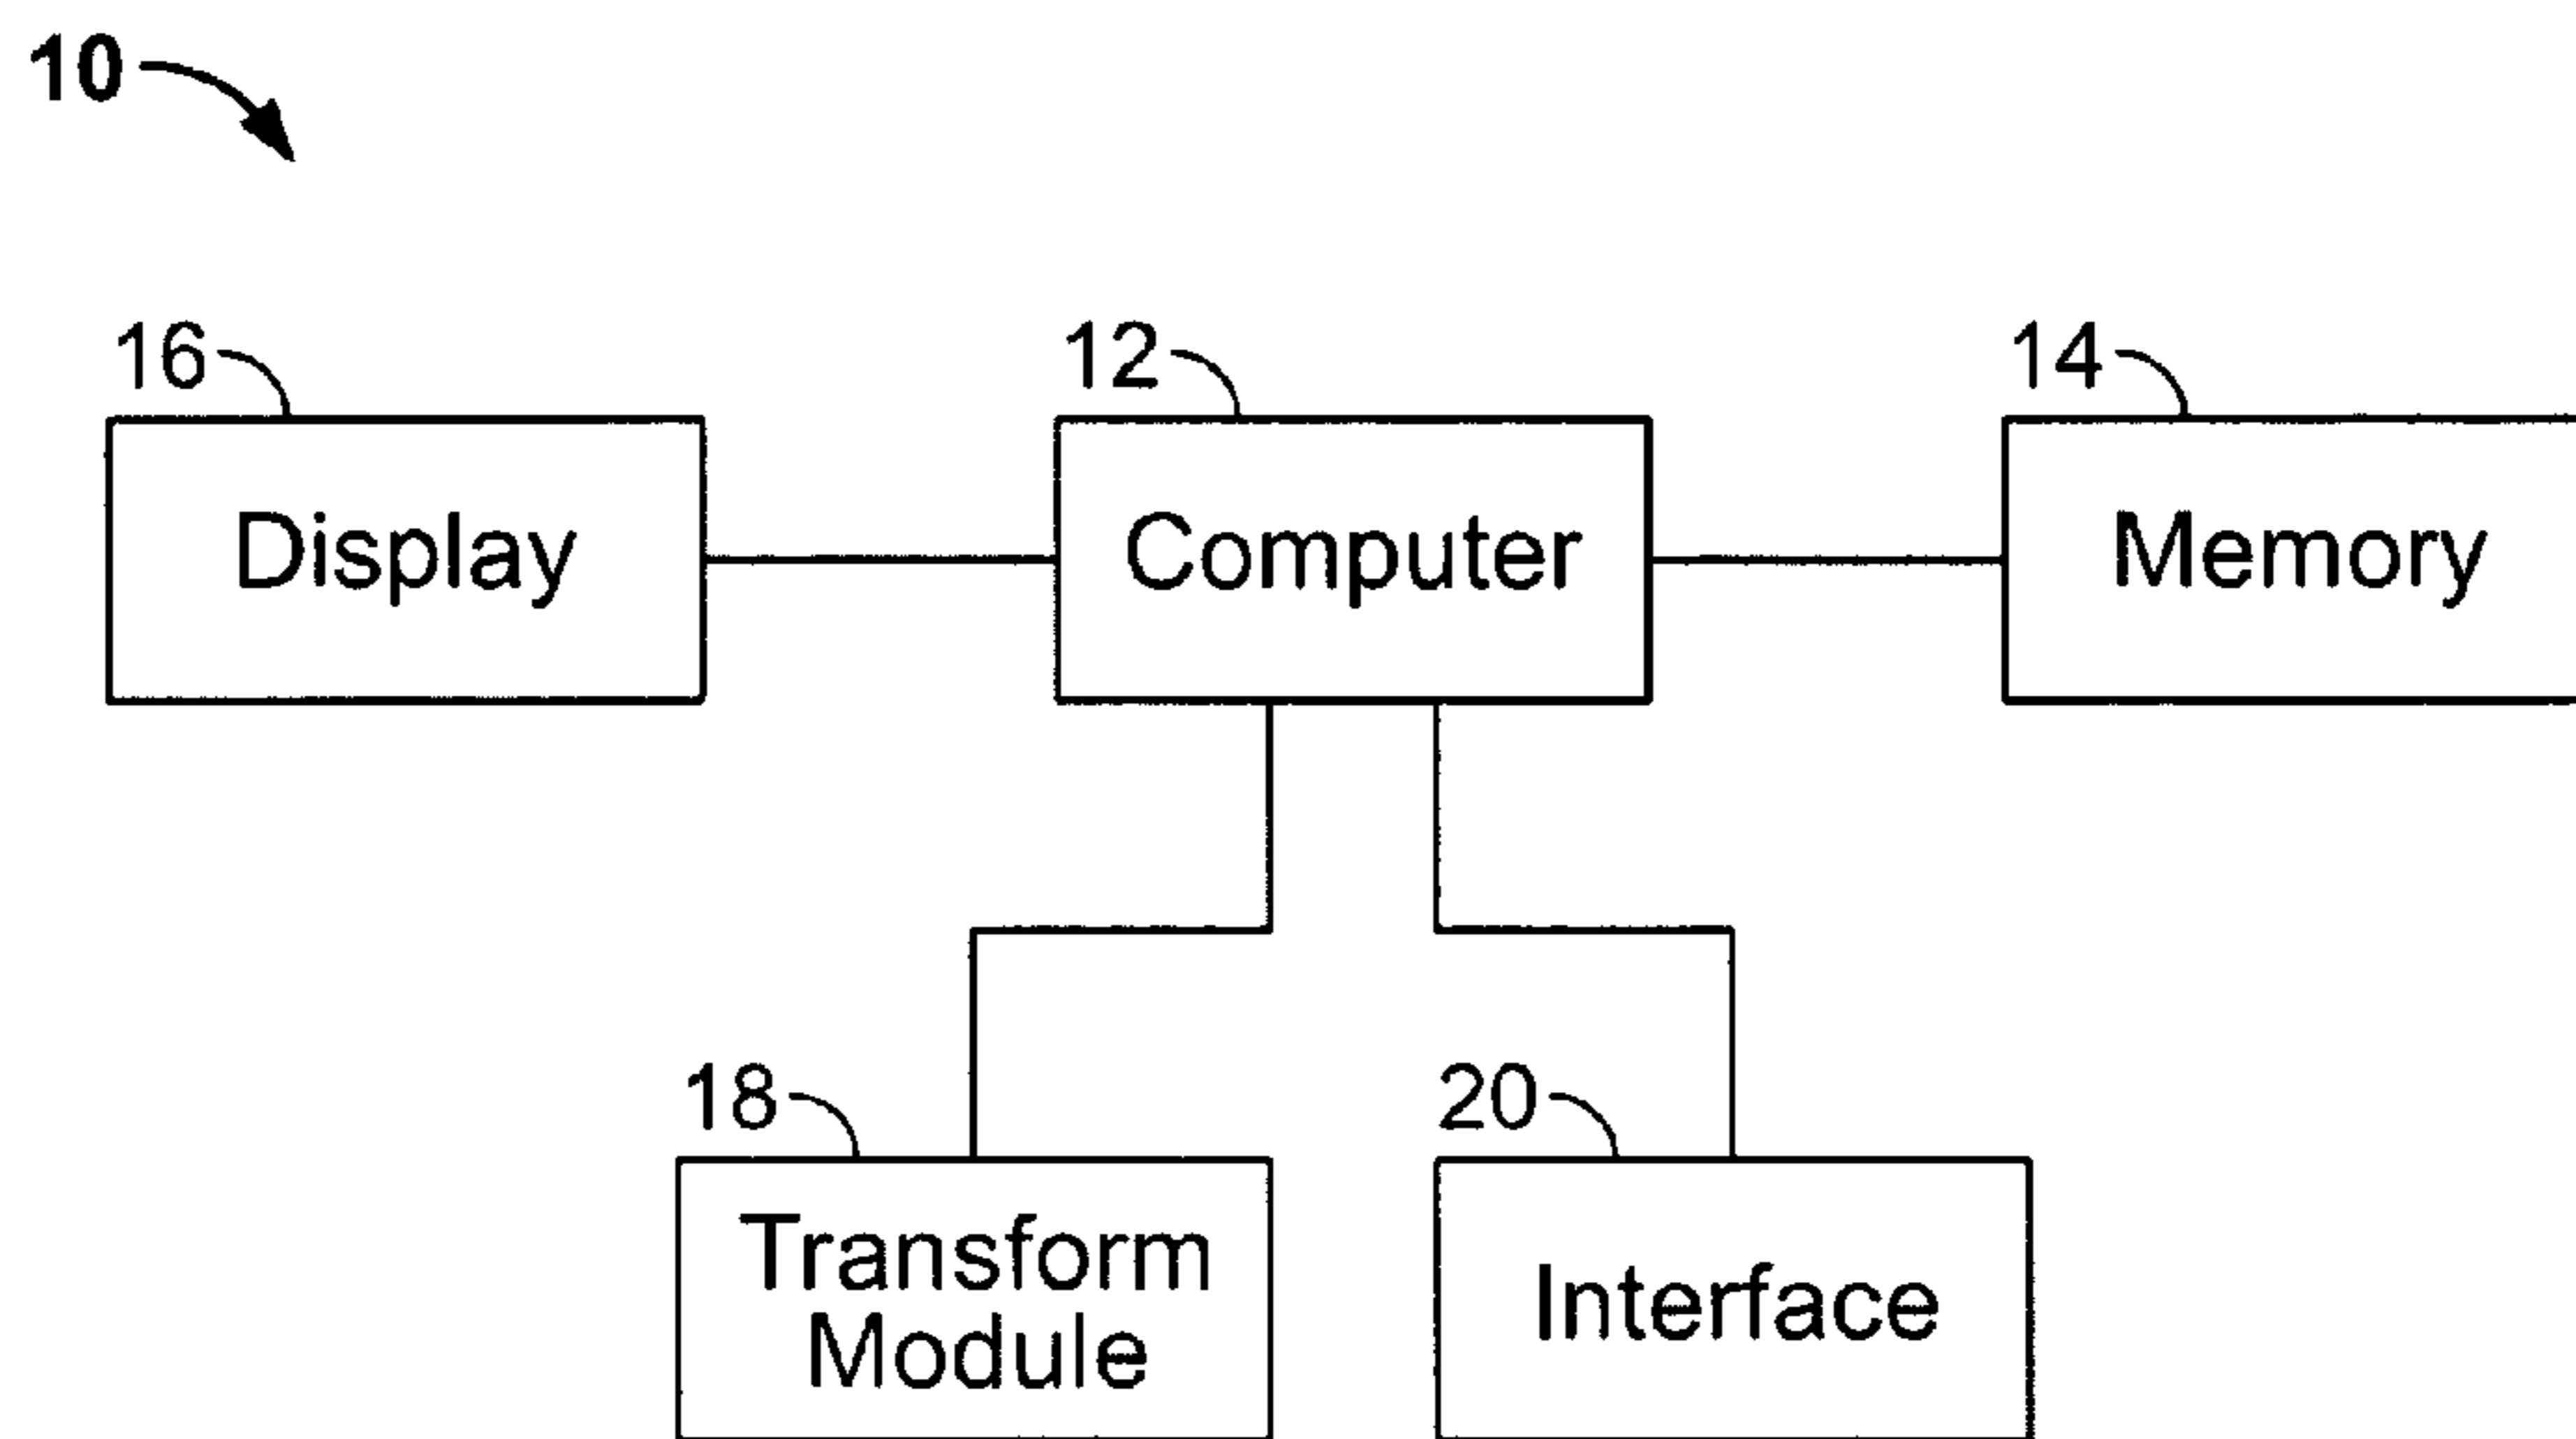 10
16
12
14
Display
Computer
Memory
18
20
Transform
Module
Interface